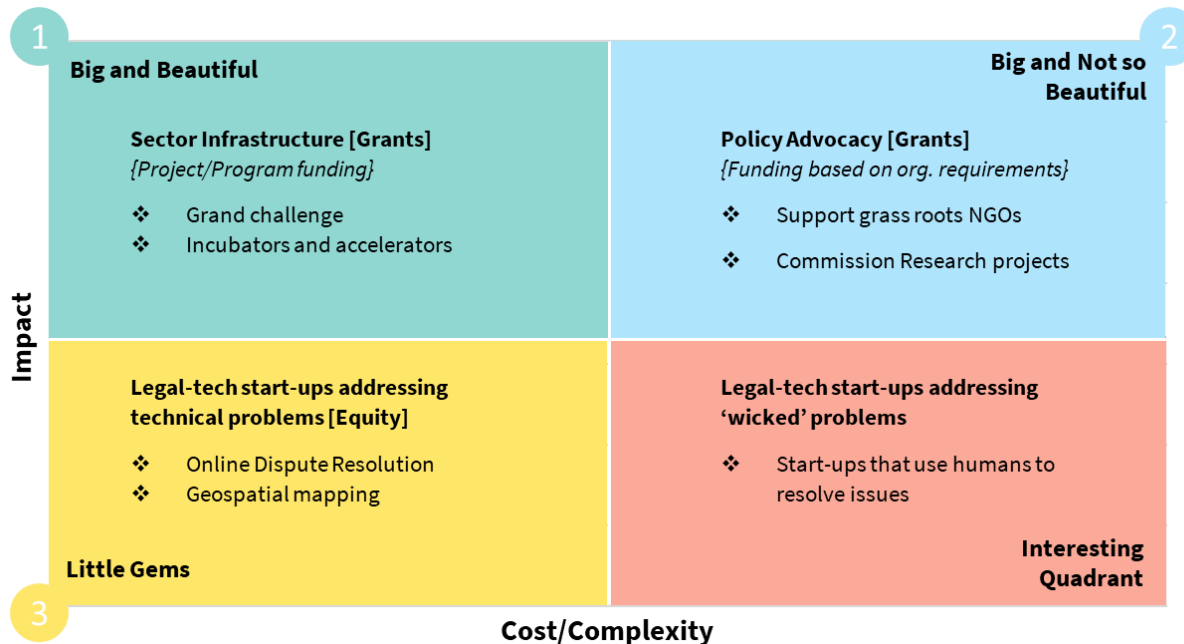 1
Big and Beautiful
Sector Infrastructure [Grants]
{Project/Program funding}
❖ Grand challenge
❖ Incubators and accelerators
2
Big and Not so
Beautiful
Policy Advocacy [Grants]
{Funding based on org. requirements}
❖ Support grass roots NGOs
❖ Commission Research projects
Impact
Legal-tech start-ups addressing
technical problems [Equity]
❖ Online Dispute Resolution
❖ Geospatial mapping
Little Gems
3
Legal-tech start-ups addressing
‘wicked’ problems
❖ Start-ups that use humans to
resolve issues
Interesting
Quadrant
Cost/Complexity